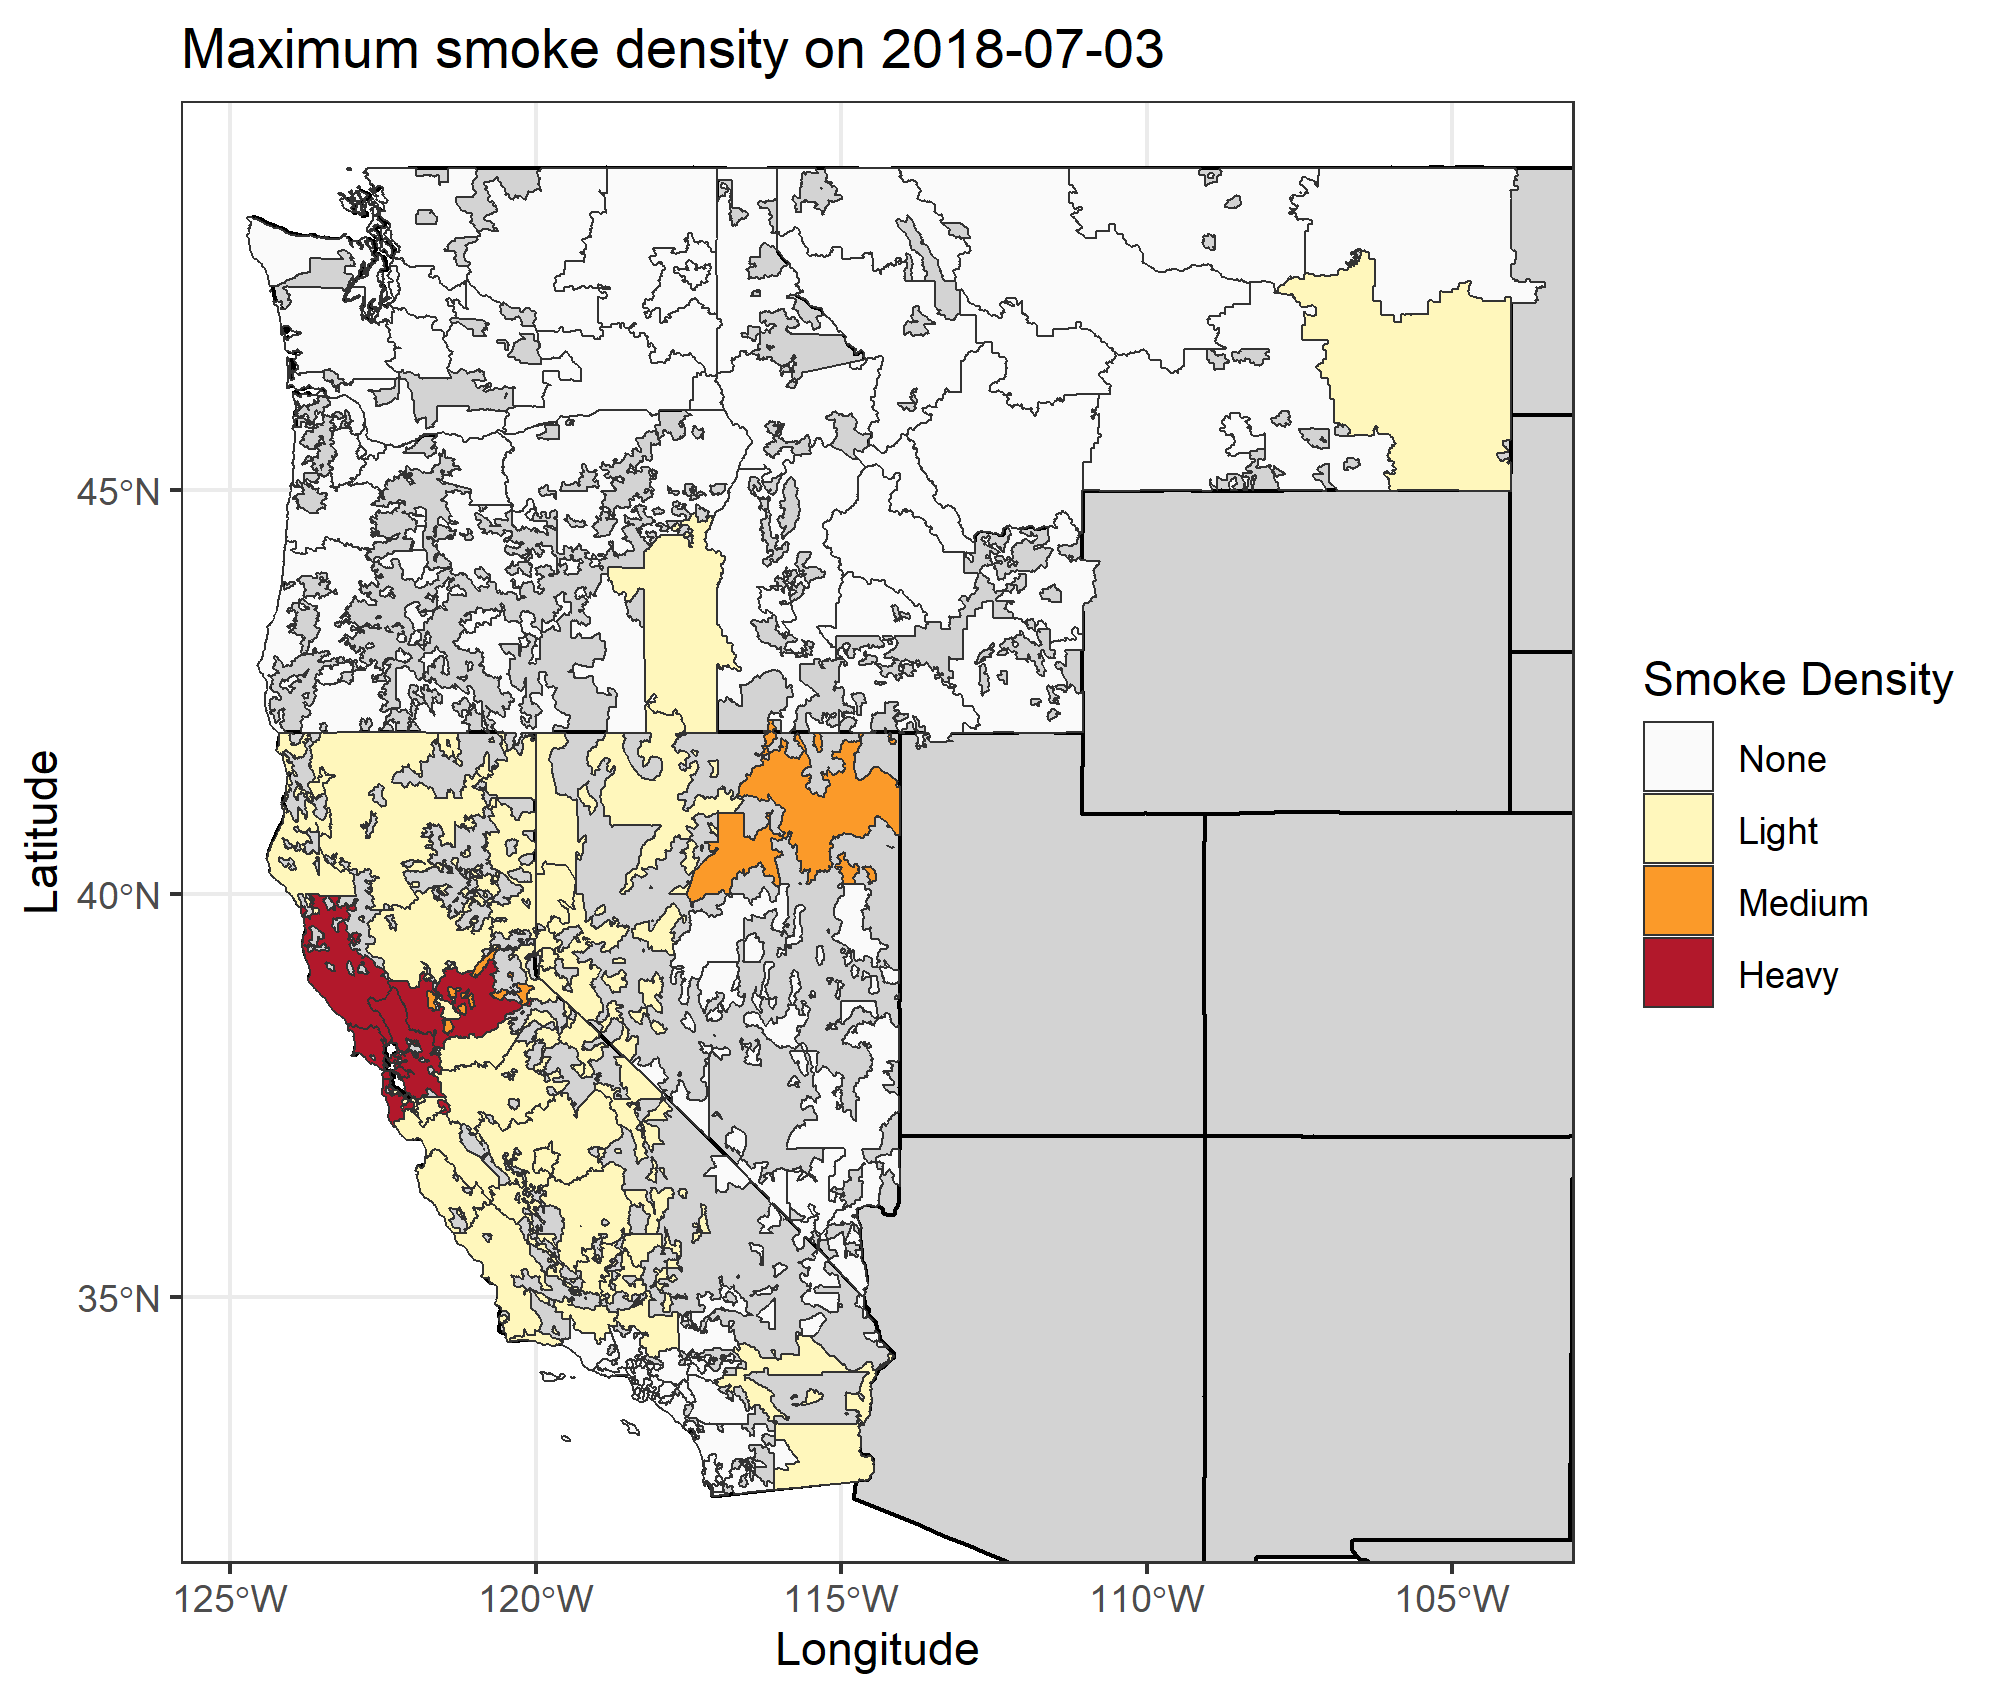 Maximum smoke density on 2018-07-03
45°N
40°N
35°N
Latitude
125°W
120°W
115°W
110°W
105°W
Longitude
Smoke Density
None
Light
Medium
Heavy